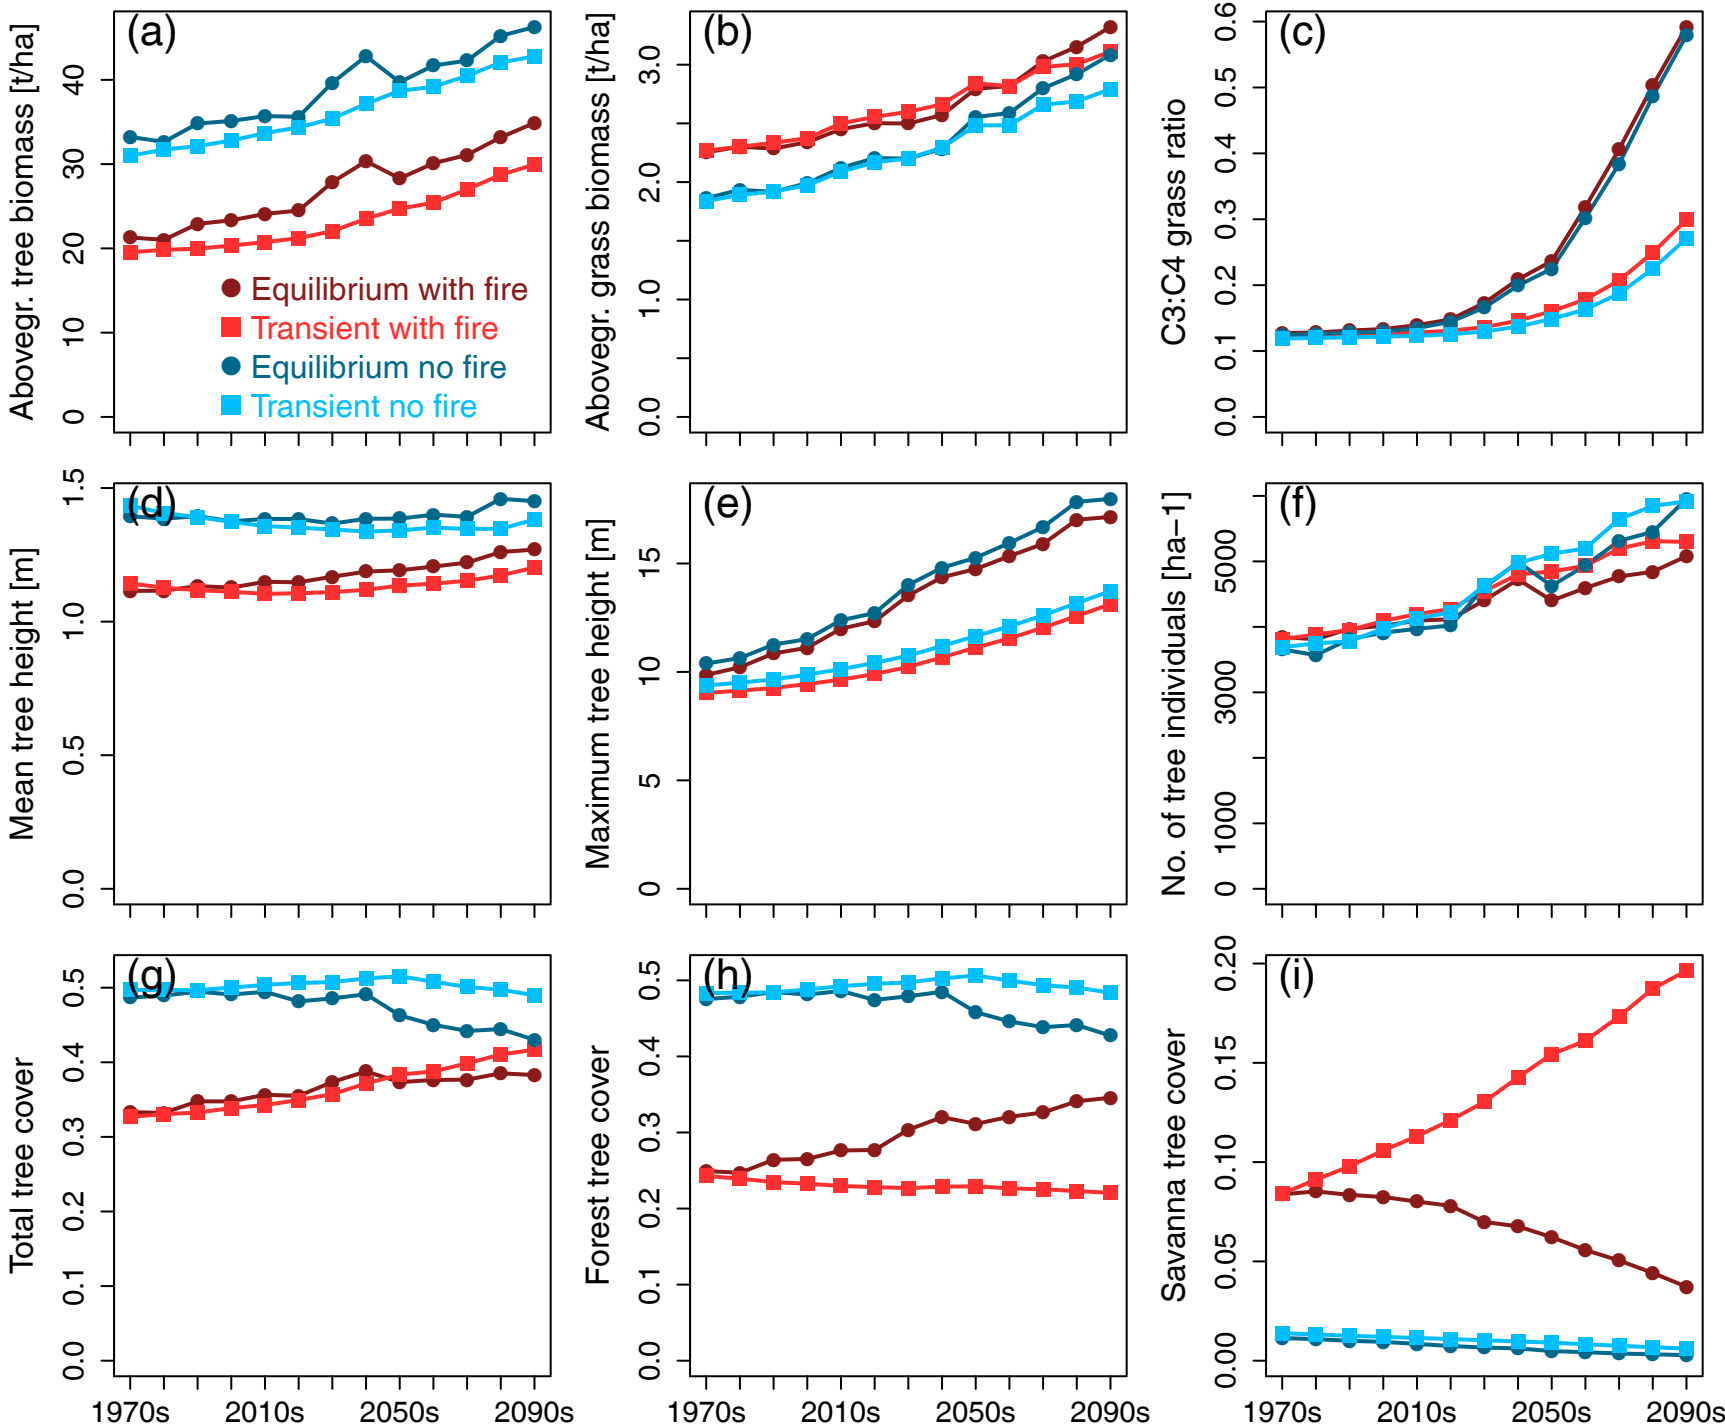 (a)
Abovegr. tree biomass [t/ha]
0 10 20 30 40
Equilibrium with fire
Transient with fire
Equilibrium no fire
Transient no fire
(b)
Abovegr. grass biomass [t/ha]
0.0 1.0 2.0 3.0
(c)
C3:C4 grass ratio
0.0 0.1 0.2 0.3 0.4 0.5 0.6
(d)
Mean tree height [m]
0.0 0.5 1.0 1.5
(e)
Maximum tree height [m]
0 5 10 15
(f)
No. of tree individuals [ha−1]
0 1000 3000 5000
(g)
Total tree cover
0.0 0.1 0.2 0.3 0.4 0.5
1970s 2010s 2050s 2090s
(h)
Forest tree cover
0.0 0.1 0.2 0.3 0.4 0.5
1970s 2010s 2050s 2090s
(i)
Savanna tree cover
0.00 0.05 0.10 0.15 0.20
1970s 2010s 2050s 2090s